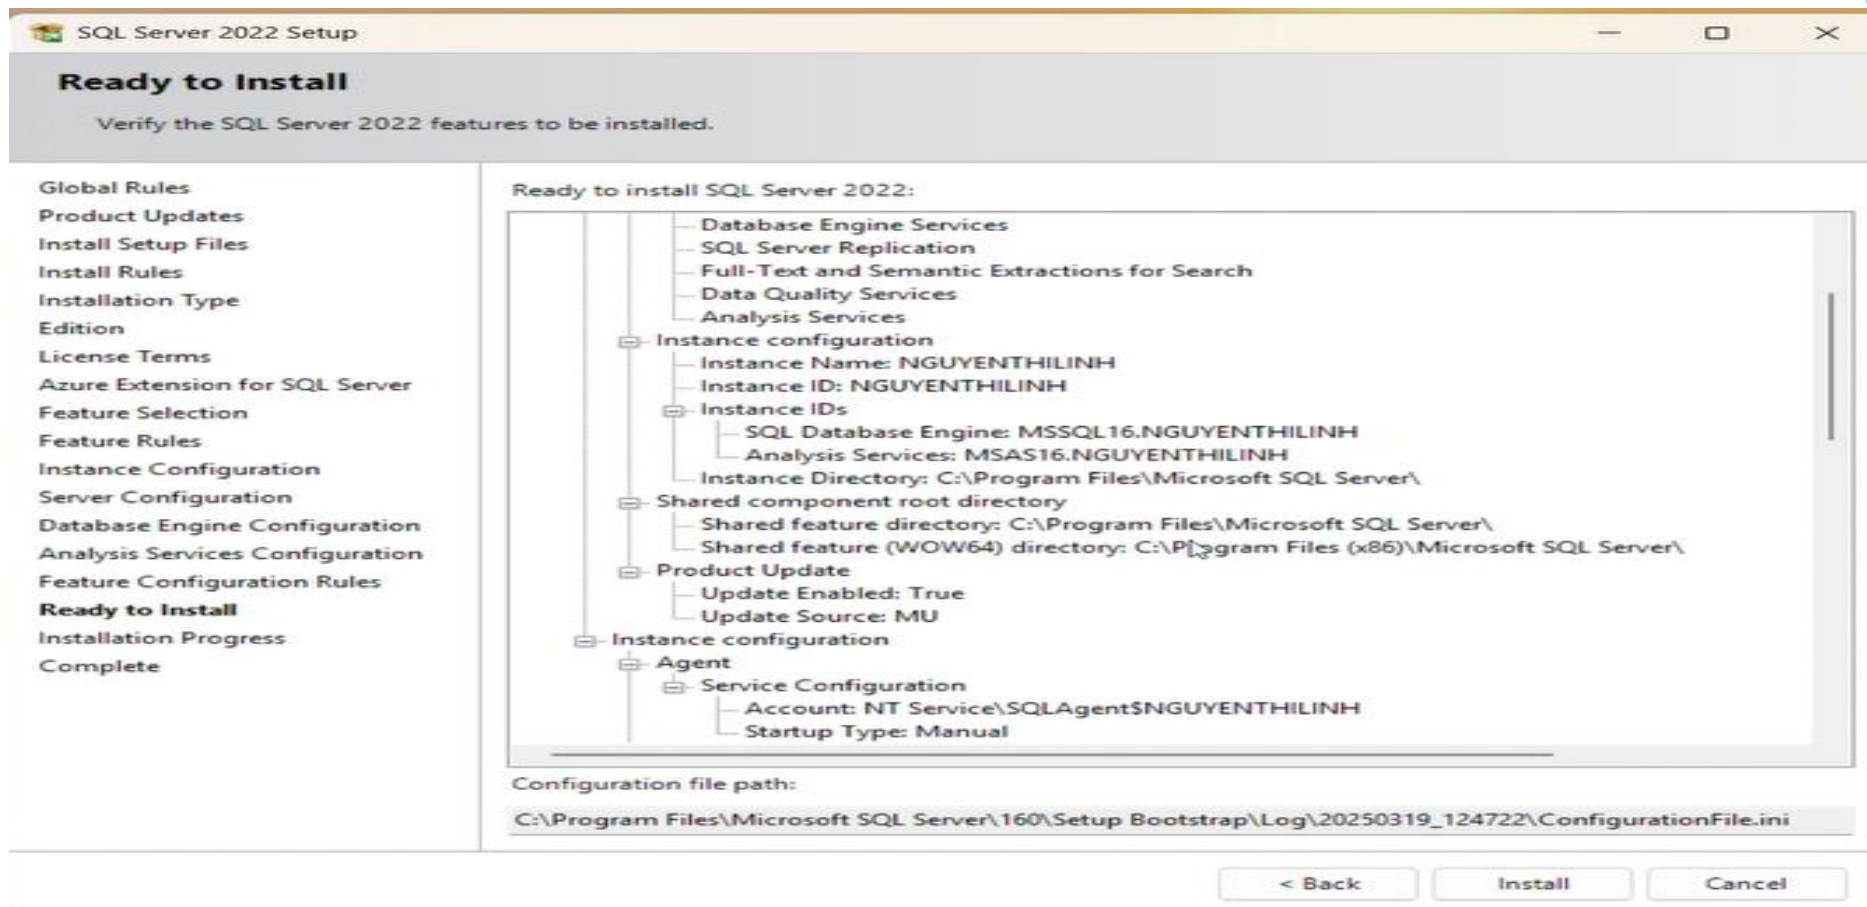 SQL Server 2022 Setup
Ready to Install
Verify the SQL Server 2022 features to be installed.
Global Rules
Product Updates
Install Setup Files
Install Rules
Installation Type
Edition
License Terms
Azure Extension for SQL Server
Feature Selection
Feature Rules
Instance Configuration
Server Configuration
Database Engine Configuration
Analysis Services Configuration
Feature Configuration Rules
Ready to Install
Installation Progress
Complete
Ready to install SQL Server 2022:
Database Engine Services
SQL Server Replication
Full-Text and Semantic Extractions for Search
Data Quality Services
Analysis Services
Instance configuration
Instance Name: NGUYENTHILINH
Instance ID: NGUYENTHILINH
Instance IDs
SQL Database Engine: MSSQL16.NGUYENTHILINH
Analysis Services: MSAS16.NGUYENTHILINH
Instance Directory: C:\Program Files\Microsoft SQL Server\
Shared component root directory
Shared feature directory: C:\Program Files\Microsoft SQL Server\
Shared feature (WOW64) directory: C:\Program Files (x86)\Microsoft SQL Server\
Product Update
Update Enabled: True
Update Source: MU
Instance configuration
Agent
Service Configuration
Account: NT Service\SQLAgent$NGUYENTHILINH
Startup Type: Manual
Configuration file path:
C:\Program Files\Microsoft SQL Server\160\Setup Bootstrap\Log\20250319_124722\ConfigurationFile.ini
< Back
Install
Cancel